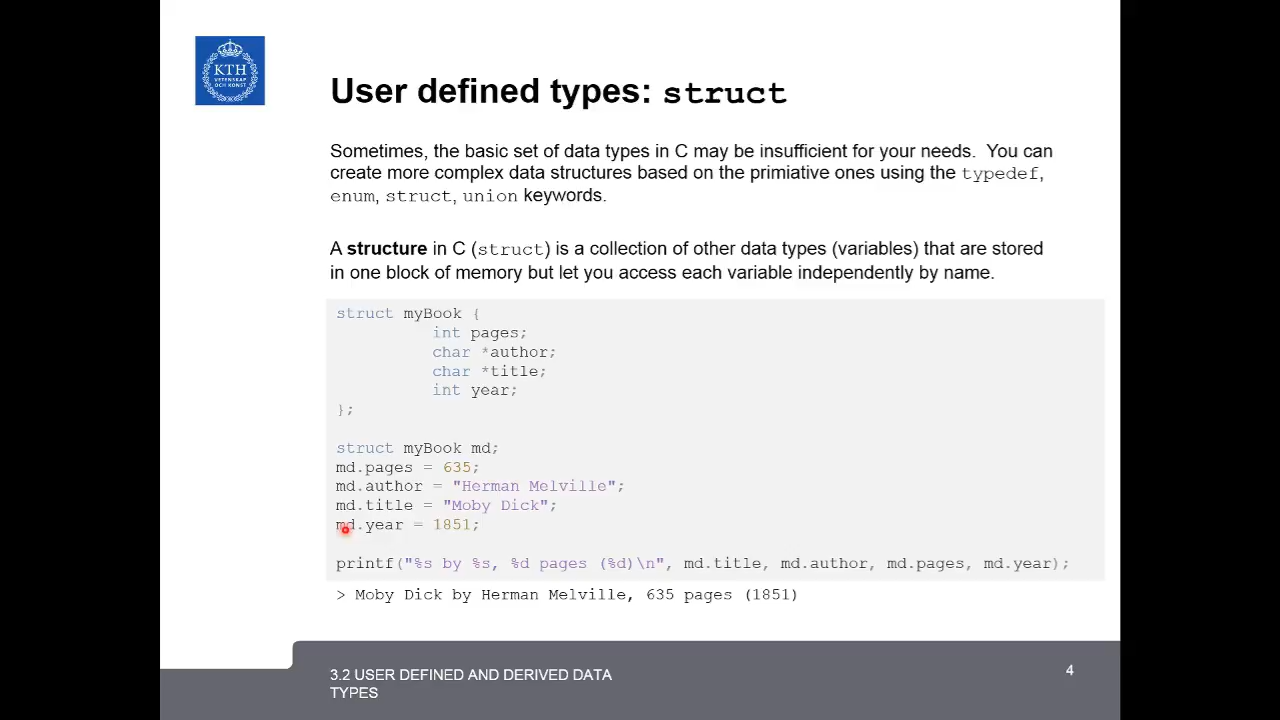 KTH
VETENSKAP
OCH KONST
User defined types: struct
Sometimes, the basic set of data types in C may be insufficient for your needs. You can
create more complex data structures based on the primiative ones using the typedef,
enum, struct, union keywords.
A structure in C (struct) is a collection of other data types (variables) that are stored
in one block of memory but let you access each variable independently by name.
struct myBook {
int pages;
char *author;
char *title;
int year;
};
struct myBook md;
md.pages = 635;
md.author = "Herman Melville";
md.title = "Moby Dick";
md.year = 1851;
printf("%s by %s, %d pages (%d)\n", md.title, md.author, md.pages, md.year);
> Moby Dick by Herman Melville, 635 pages (1851)
3.2 USER DEFINED AND DERIVED DATA
TYPES
4